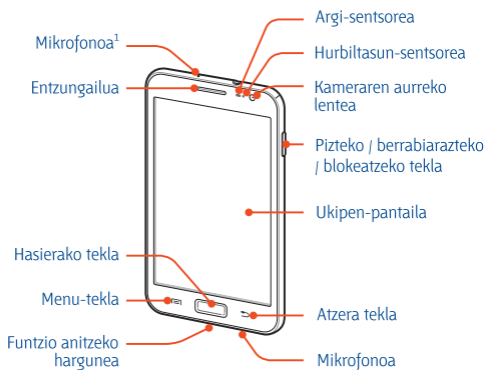 Mikrofonoa¹
Entzungailua
Hasierako tekla
Menu-tekla
Funtzio anitzeko
hargunea
Argi-sentsorea
Hurbiltasun-sentsorea
Kameraren aurreko
lentea
Pizteko / berrabiarazteko
/ blokeatzeko tekla
Ukipen-pantaila
Atzera tekla
Mikrofonoa